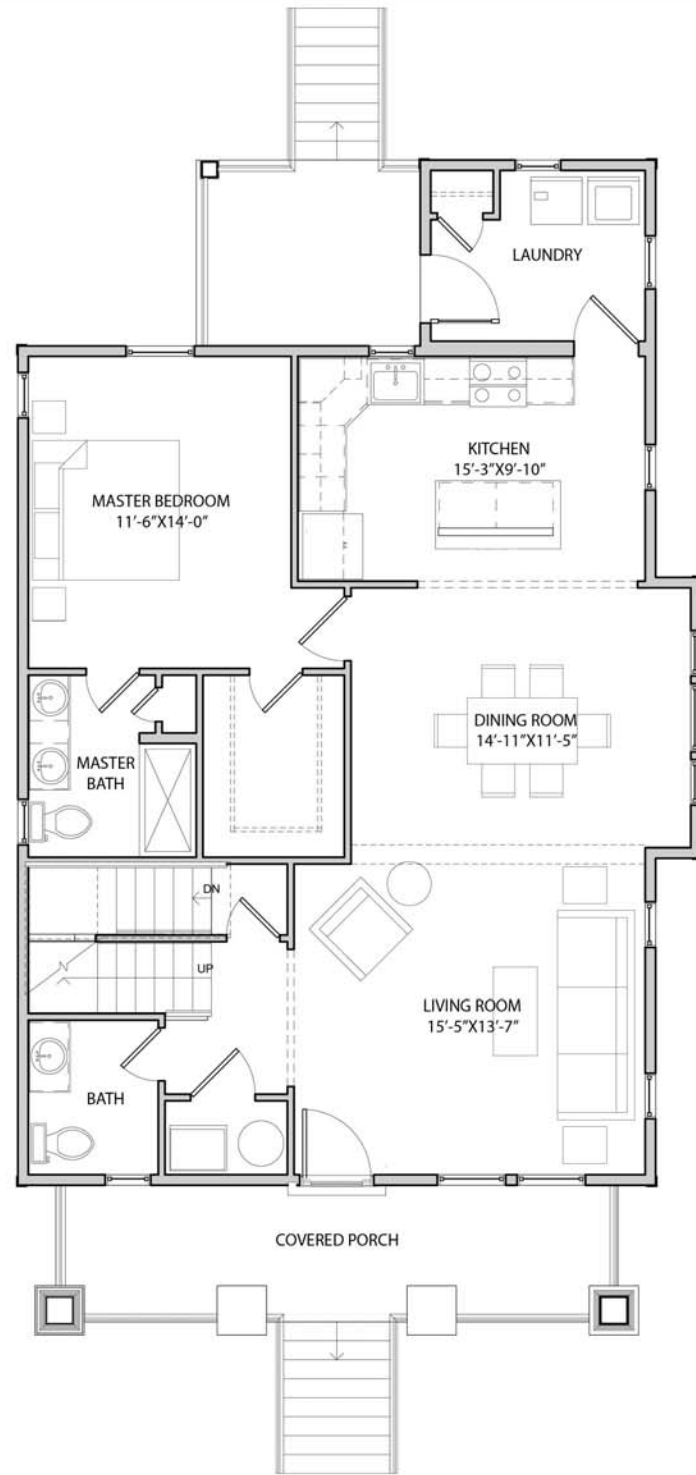 LAUNDRY
KITCHEN
15'-3"X9'-10"
MASTER BEDROOM
11'-6"X14'-0"
DINING ROOM
14'-11"X11'-5"
MASTER
BATH
DN
UP
LIVING ROOM
15'-5"X13'-7"
BATH
COVERED PORCH